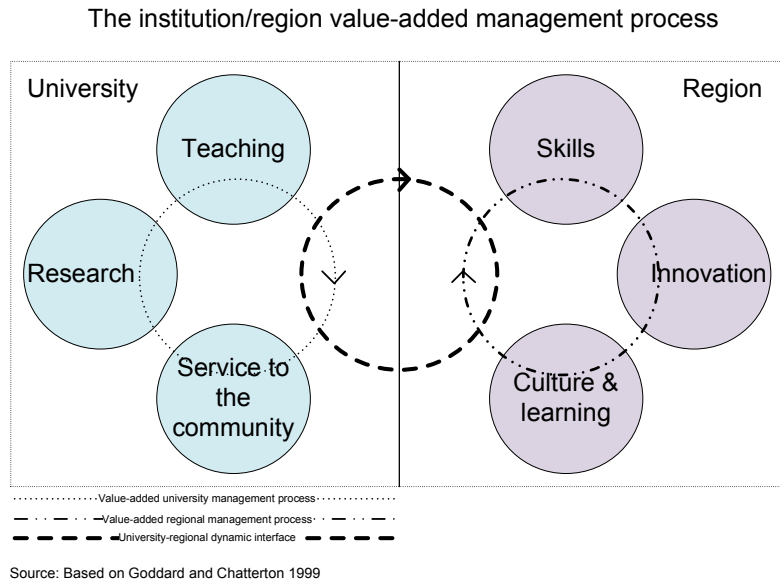 The institution/region value-added management process
University
Region
Teaching
Skills
Research
Innovation
Service to
the
community
Culture &
learning
Value-added university management process
Value-added regional management process
University-regional dynamic interface
Source: Based on Goddard and Chatterton 1999